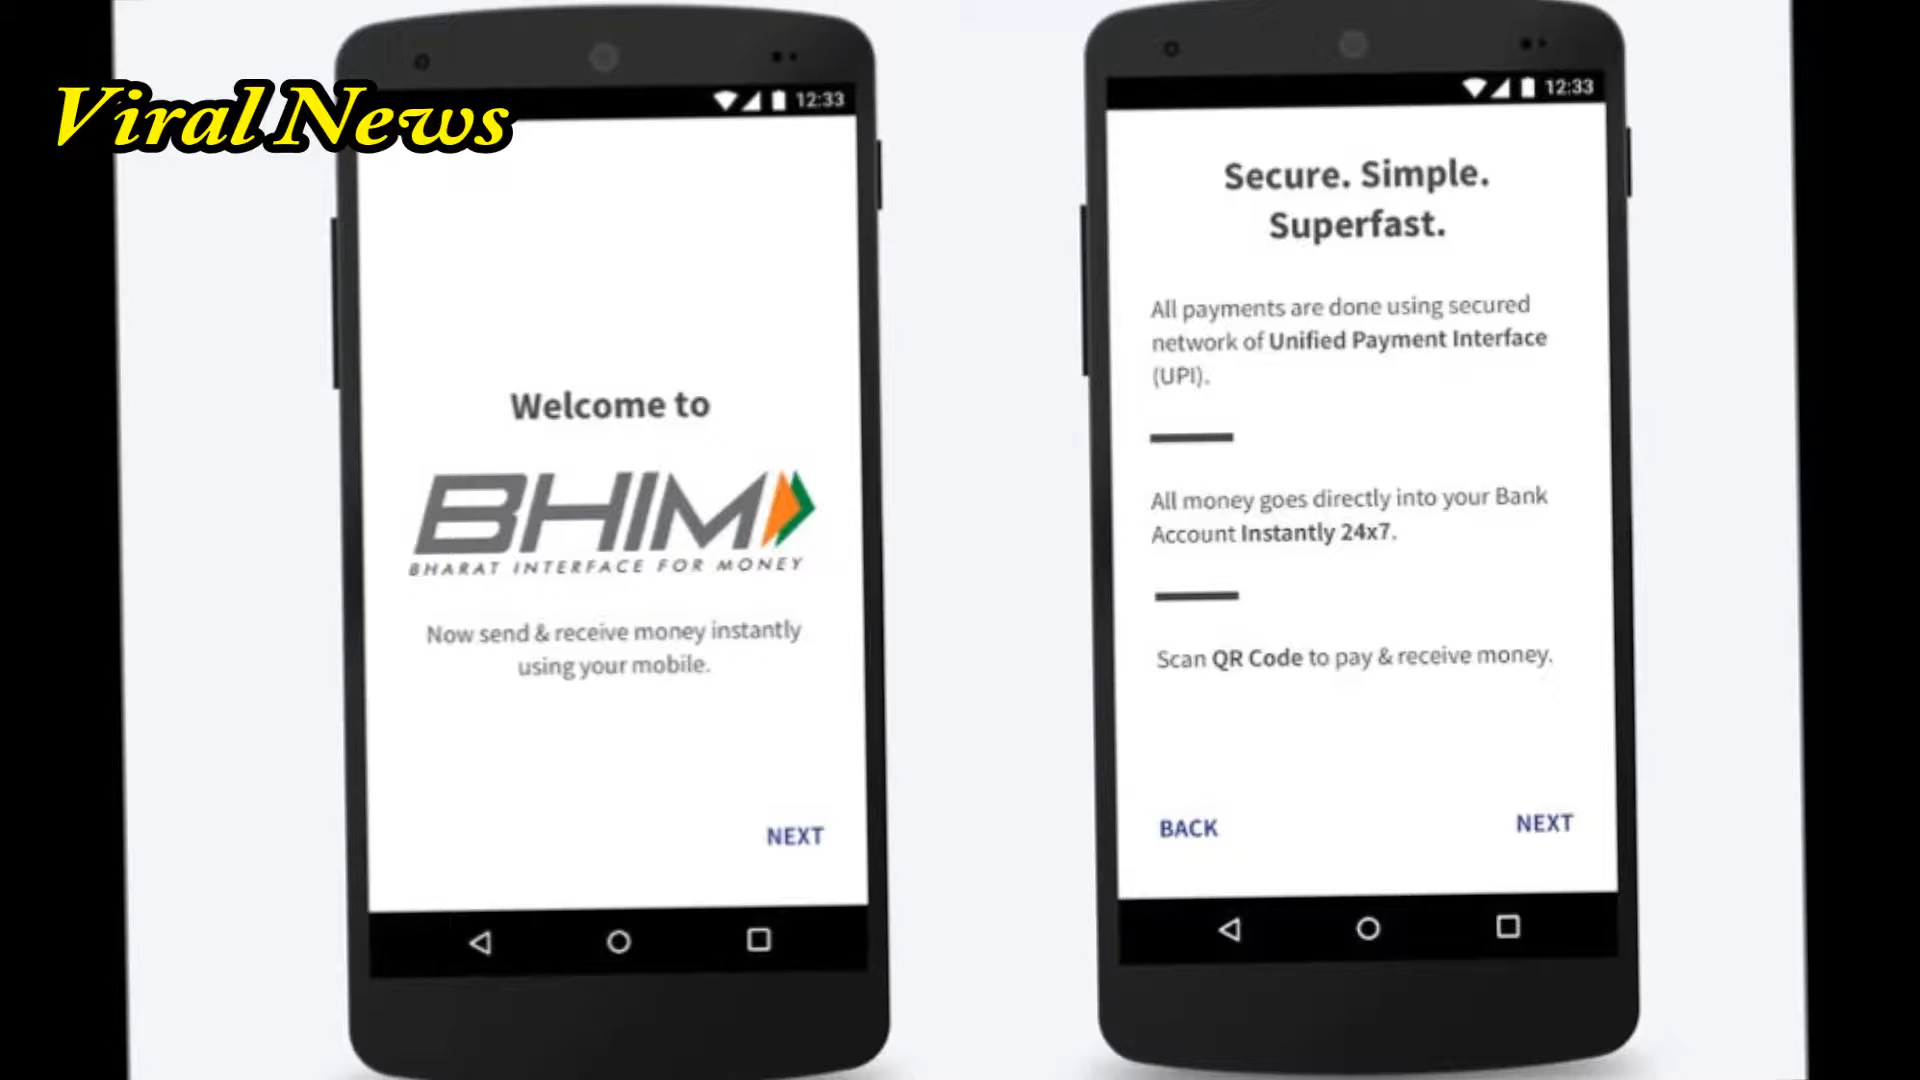 Viral News
12:33
Welcome to
BHIM
BHARAT INTERFACE FOR MONEY
Now send & receive money instantly
using your mobile.
NEXT
12:33
Secure. Simple.
Superfast.
All payments are done using secured
network of Unified Payment Interface
(UPI).
All money goes directly into your Bank
Account Instantly 24x7.
Scan QR Code to pay & receive money.
BACK
NEXT